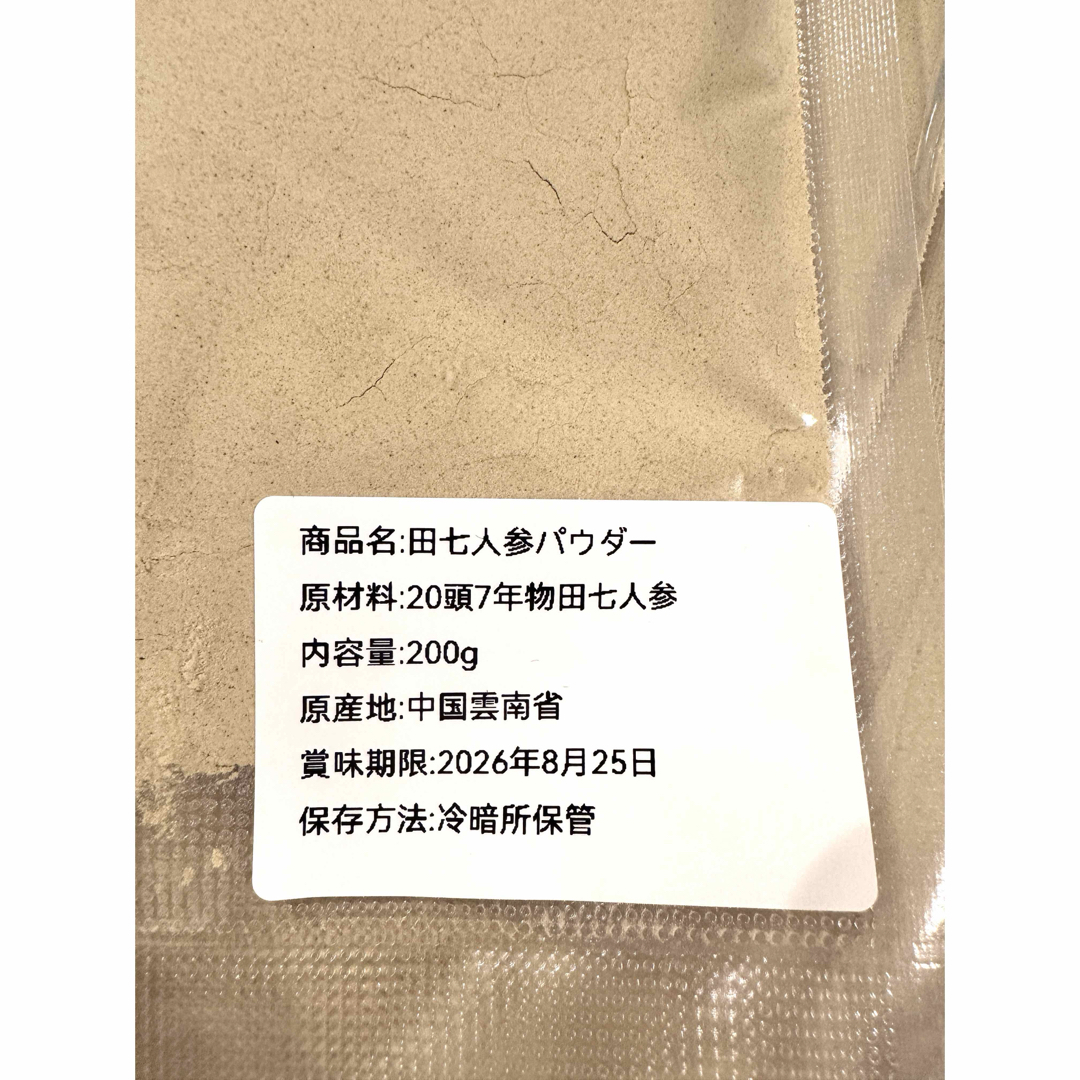 商品名:田七人参パウダー
原材料:20頭7年物田七人参
内容量:200g
原産地:中国雲南省
賞味期限:2026年8月25日
保存方法:冷暗所保管